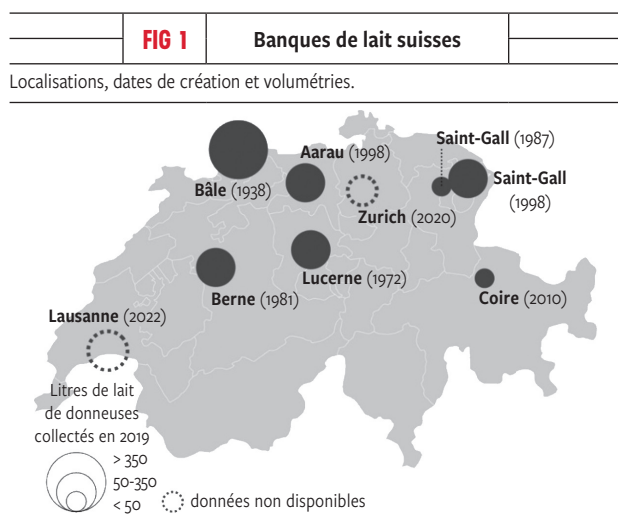 FIG 1
Banques de lait suisses
Localisations, dates de création et volumétries.
Saint-Gall (1987)
Aarau (1998)
Bâle (1938)
Saint-Gall
(1998)
Zurich (2020)
Lucerne (1972)
Berne (1981)
Coire (2010)
Lausanne (2022)
Litres de lait
de donneuses
collectés en 2019
> 350
50-350
< 50
données non disponibles